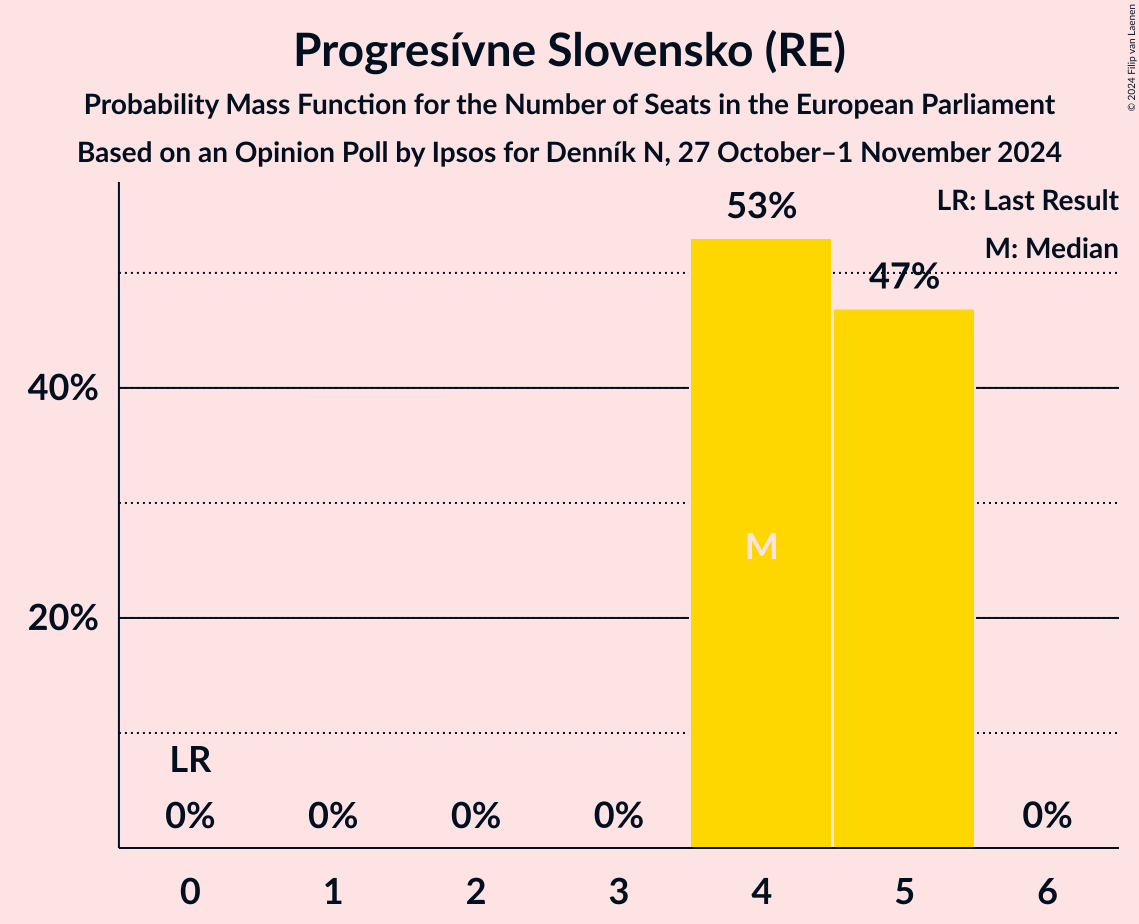 Progresívne Slovensko (RE)
Probability Mass Function for the Number of Seats in the European Parliament
Based on an Opinion Poll by Ipsos for Denník N, 27 October–1 November 2024
© 2024 Filip van Laenen
LR: Last Result
M: Median
53%
47%
40%
M
20%
LR
0% 0% 0% 0% 0%
0 1 2 3 4 5 6